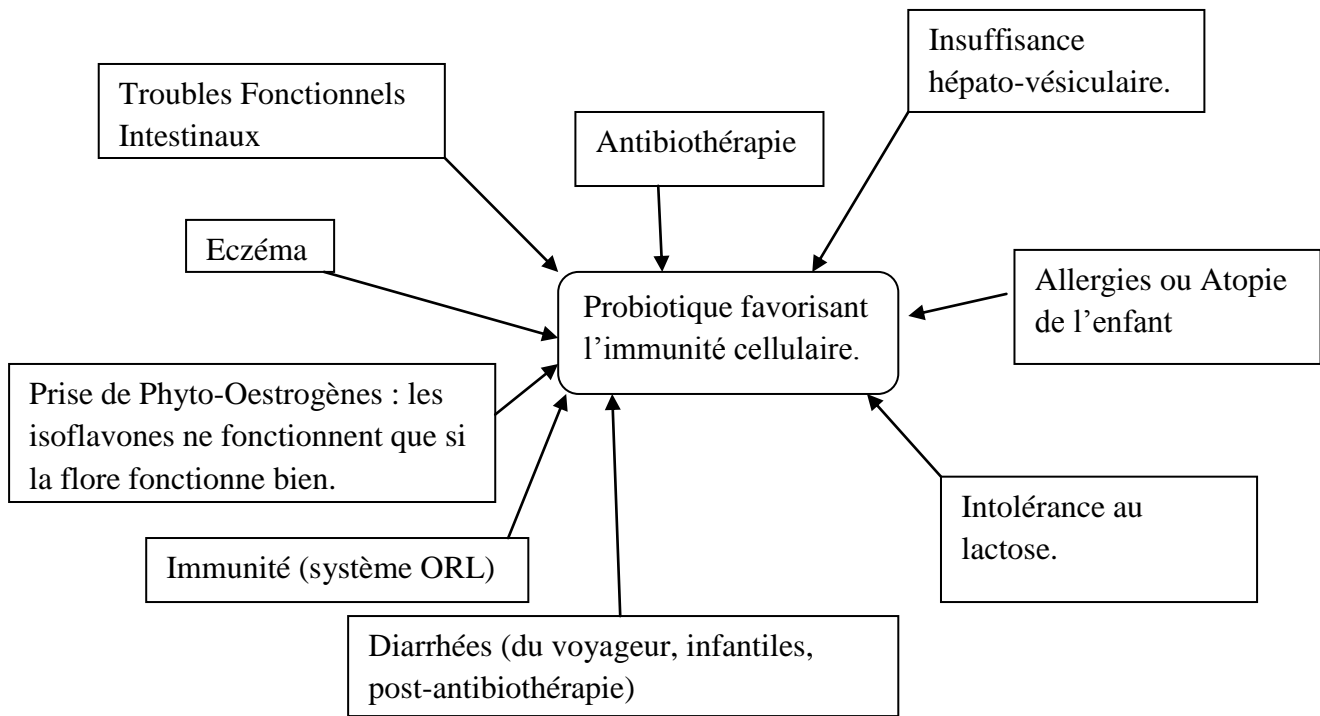 Insuffisance
hépato-vésiculaire.
Troubles Fonctionnels
Intestinaux
Antibiothérapie
Eczéma
Allergies ou Atopie
de l’enfant
Probiotique favorisant
l’immunité cellulaire.
Prise de Phyto-Oestrogènes : les
isoflavones ne fonctionnent que si
la flore fonctionne bien.
Intolérance au
lactose.
Immunité (système ORL)
Diarrhées (du voyageur, infantiles,
post-antibiothérapie)